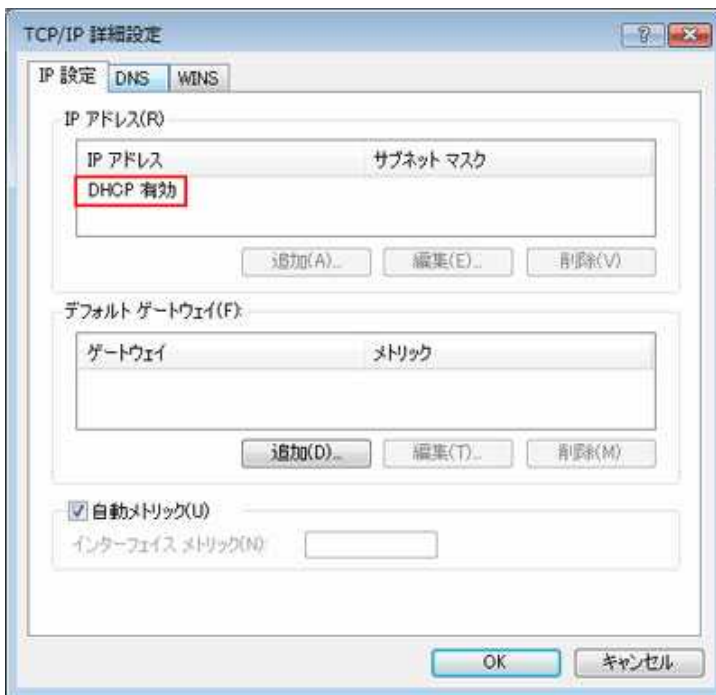 TCP/IP 詳細設定
IP 設定 DNS WINS
IP アドレス(R)
IP アドレス サブネット マスク
DHCP 有効
追加(A)... 編集(E)... 削除(V)
デフォルト ゲートウェイ(F):
ゲートウェイ メトリック
追加(D)... 編集(T)... 削除(M)
自動メトリック(U)
インターフェイス メトリック(N):
OK キャンセル